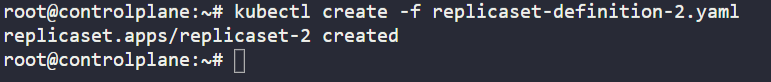 root@controlplane:~# kubectl create -f replicaset-definition-2.yaml
replicaset.apps/replicaset-2 created
root@controlplane:~#